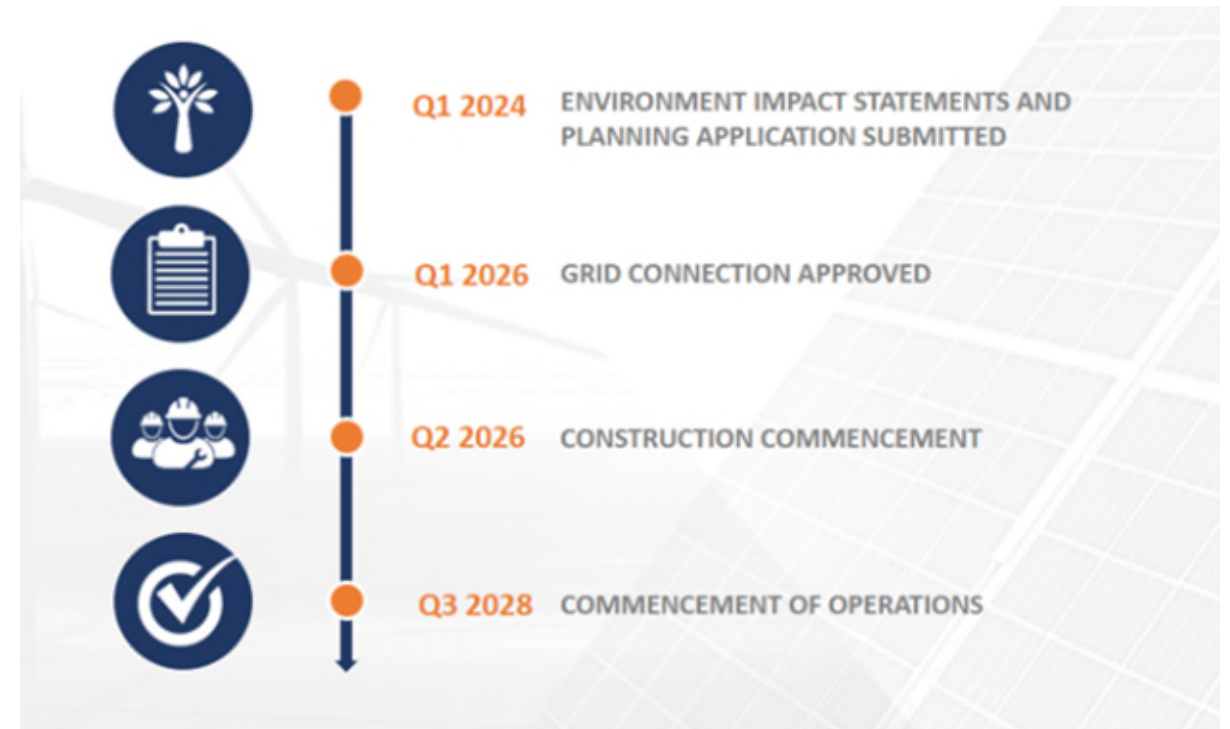 Q1 2024 ENVIRONMENT IMPACT STATEMENTS AND
PLANNING APPLICATION SUBMITTED
Q1 2026 GRID CONNECTION APPROVED
Q2 2026 CONSTRUCTION COMMENCEMENT
Q3 2028 COMMENCEMENT OF OPERATIONS